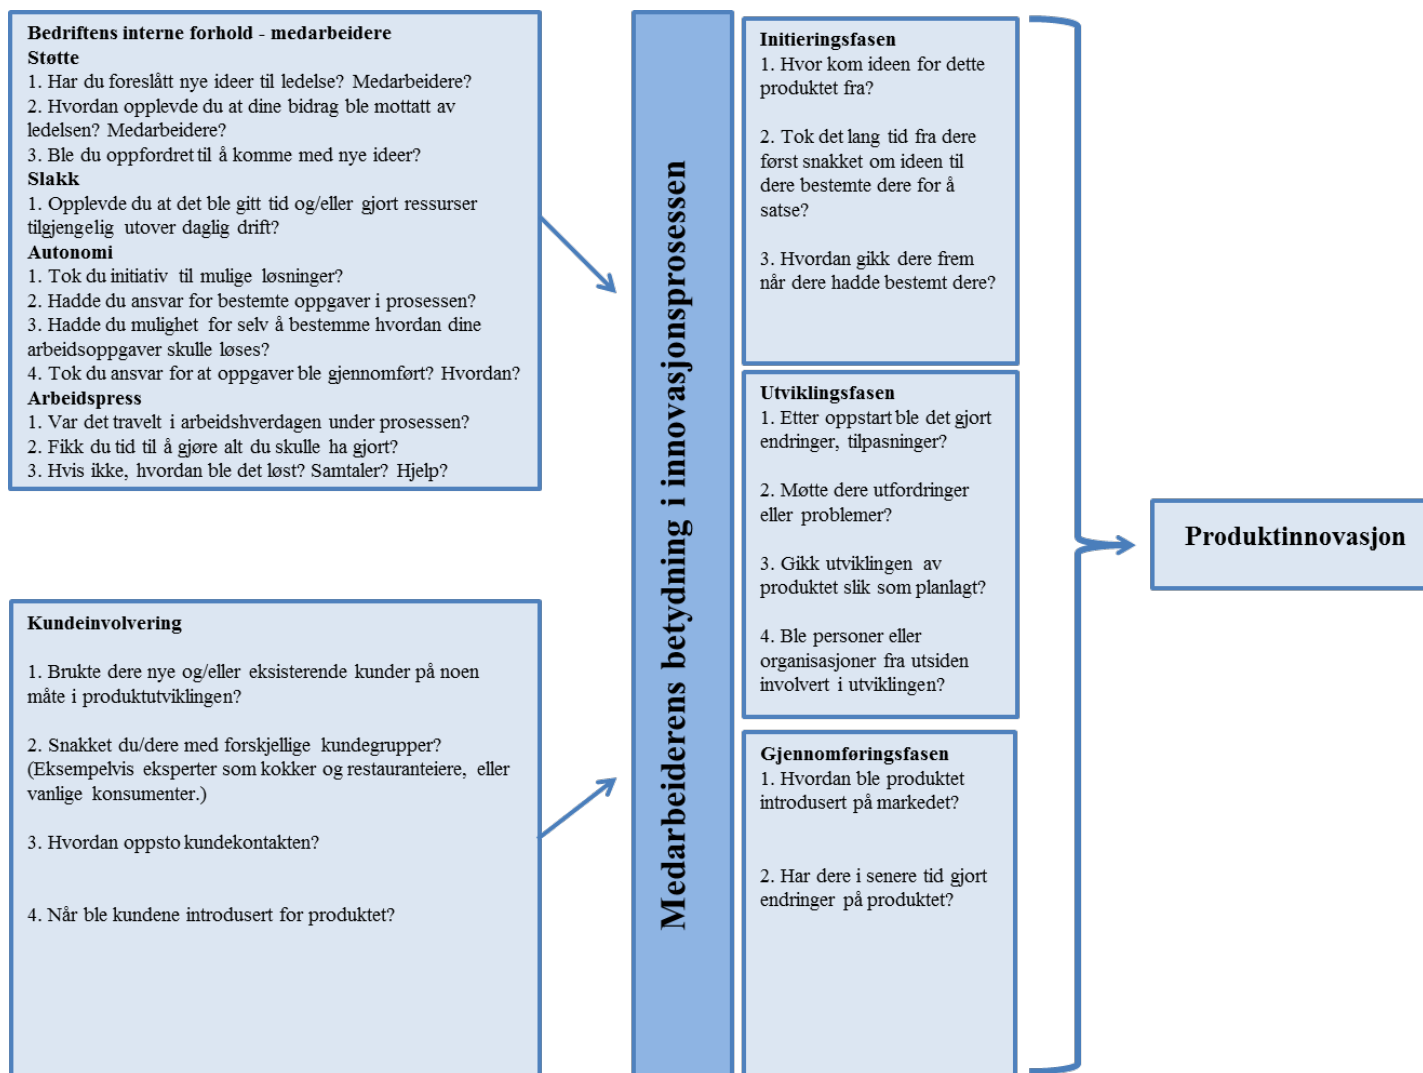 Bedriftens interne forhold - medarbeidere
Støtte
1. Har du foreslått nye ideer til ledelse? Medarbeidere?
2. Hvordan opplevde du at dine bidrag ble mottatt av
ledelsen? Medarbeidere?
3. Ble du oppfordret til å komme med nye ideer?
Slakk
1. Opplevde du at det ble gitt tid og/eller gjort ressurser
tilgjengelig utover daglig drift?
Autonomi
1. Tok du initiativ til mulige løsninger?
2. Hadde du ansvar for bestemte oppgaver i prosessen?
3. Hadde du mulighet for selv å bestemme hvordan dine
arbeidsoppgaver skulle løses?
4. Tok du ansvar for at oppgaver ble gjennomført? Hvordan?
Arbeidspress
1. Var det travelt i arbeidshverdagen under prosessen?
2. Fikk du tid til å gjøre alt du skulle ha gjort?
3. Hvis ikke, hvordan ble det løst? Samtaler? Hjelp?
Kundeinvolvering
1. Brukte dere nye og/eller eksisterende kunder på noen
måte i produktutviklingen?
2. Snakket du/dere med forskjellige kundegrupper?
(Eksempelvis eksperter som kokker og restauranteiere, eller
vanlige konsumenter.)
3. Hvordan oppsto kundekontakten?
4. Når ble kundene introdusert for produktet?
Medarbeiderens betydning i innovasjonsprosessen
Initieringsfasen
1. Hvor kom ideen for dette
produktet fra?
2. Tok det lang tid fra dere
først snakket om ideen til
dere bestemte dere for å
satse?
3. Hvordan gikk dere frem
når dere hadde bestemt dere?
Utviklingsfasen
1. Etter oppstart ble det gjort
endringer, tilpasninger?
2. Møtte dere utfordringer
eller problemer?
3. Gikk utviklingen av
produktet slik som planlagt?
4. Ble personer eller
organisasjoner fra utsiden
involvert i utviklingen?
Gjennomføringsfasen
1. Hvordan ble produktet
introdusert på markedet?
2. Har dere i senere tid gjort
endringer på produktet?
Produktinnovasjon